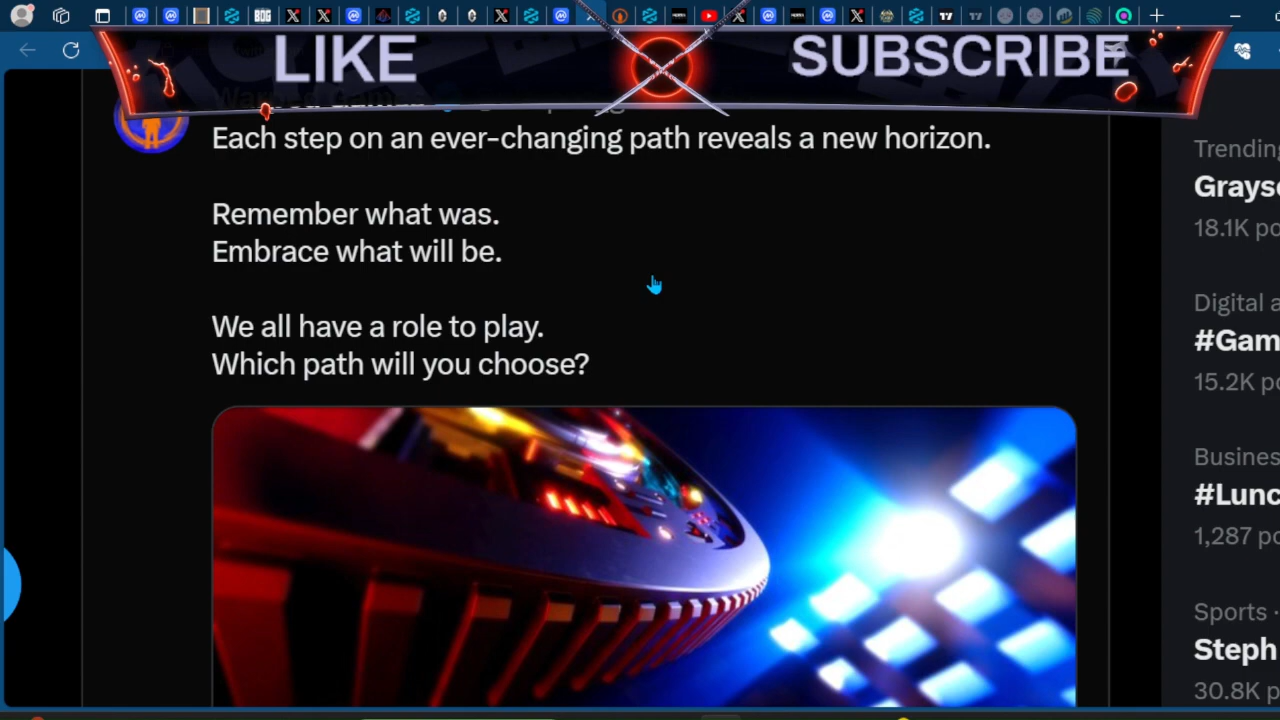 LIKE
SUBSCRIBE
Each step on an ever-changing path reveals a new horizon.
Remember what was.
Embrace what will be.
We all have a role to play.
Which path will you choose?
Trending
Grays
18.1K po
Digital a
#Gam
15.2K po
Busines
#Lunc
1,287 po
Sports ·
Steph
30.8K p
BOG